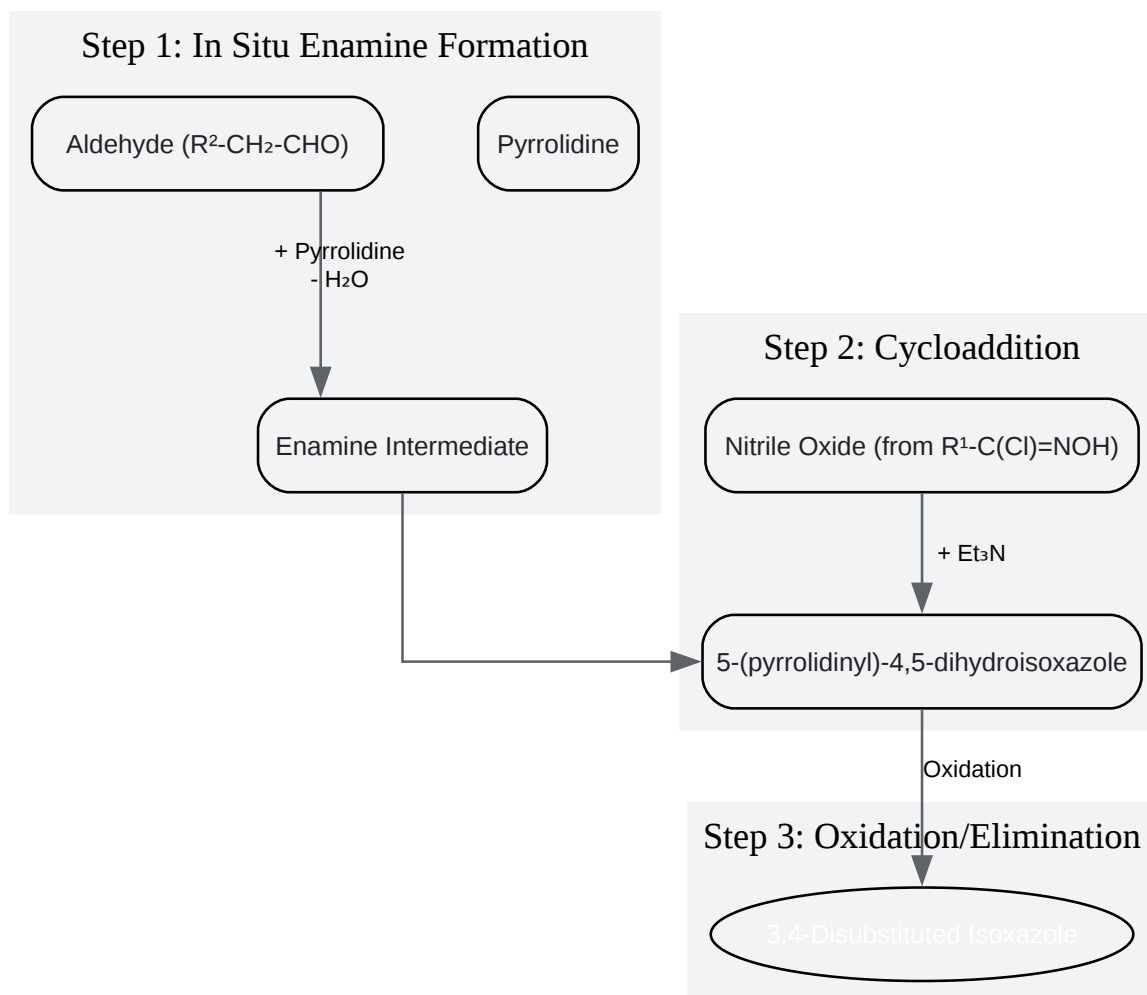 Step 1: In Situ Enamine Formation
Aldehyde (R²-CH₂-CHO)
Pyrrolidine
+ Pyrrolidine
- H₂O
Enamine Intermediate
Step 2: Cycloaddition
Nitrile Oxide (from R¹-C(Cl)=NOH)
+ Et₃N
5-(pyrrolidinyl)-4,5-dihydroisoxazole
Oxidation
Step 3: Oxidation/Elimination
3,4-Disubstituted Isoxazole